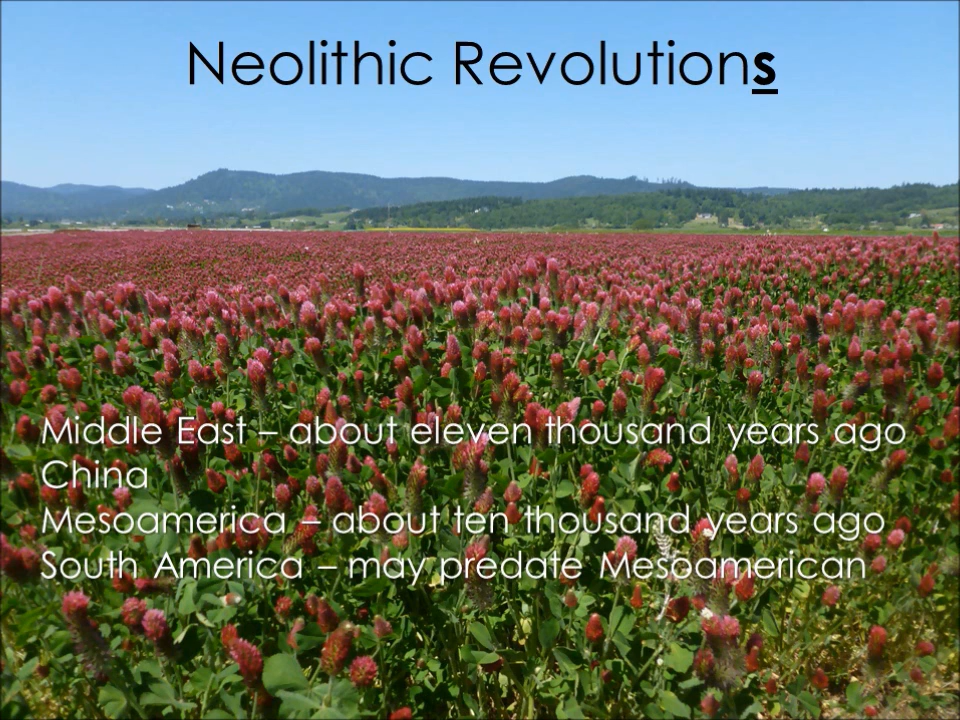 Neolithic Revolutions
Middle East – about eleven thousand years ago
China
Mesoamerica – about ten thousand years ago
South America – may predate Mesoamerican